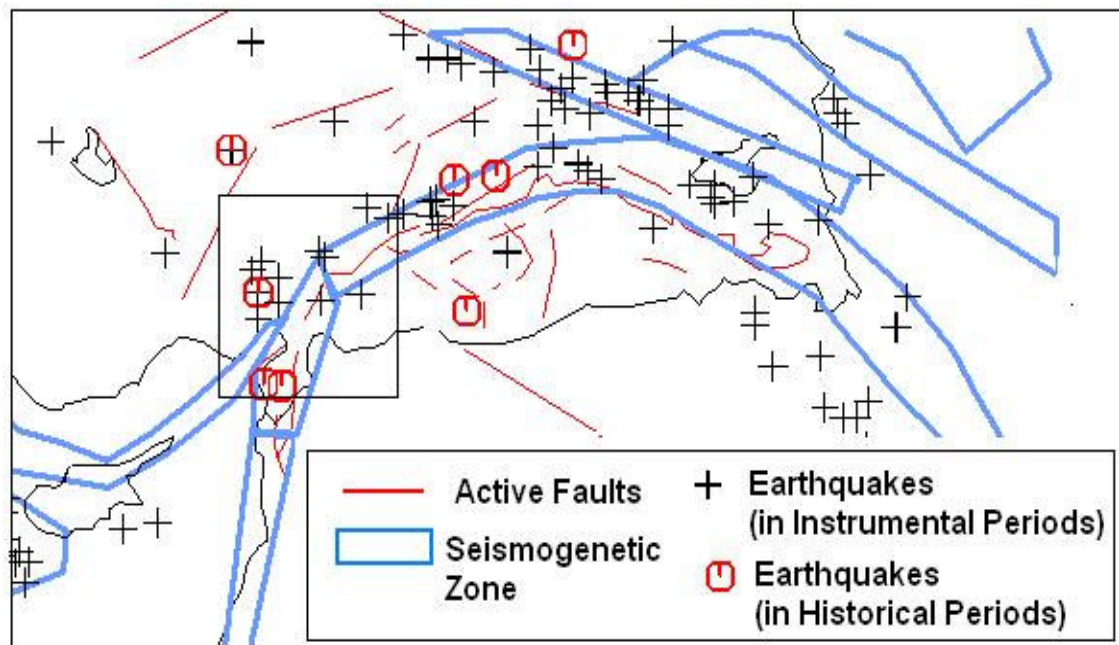 Active Faults
Seismogenetic
Zone
Earthquakes
(in Instrumental Periods)
Earthquakes
(in Historical Periods)